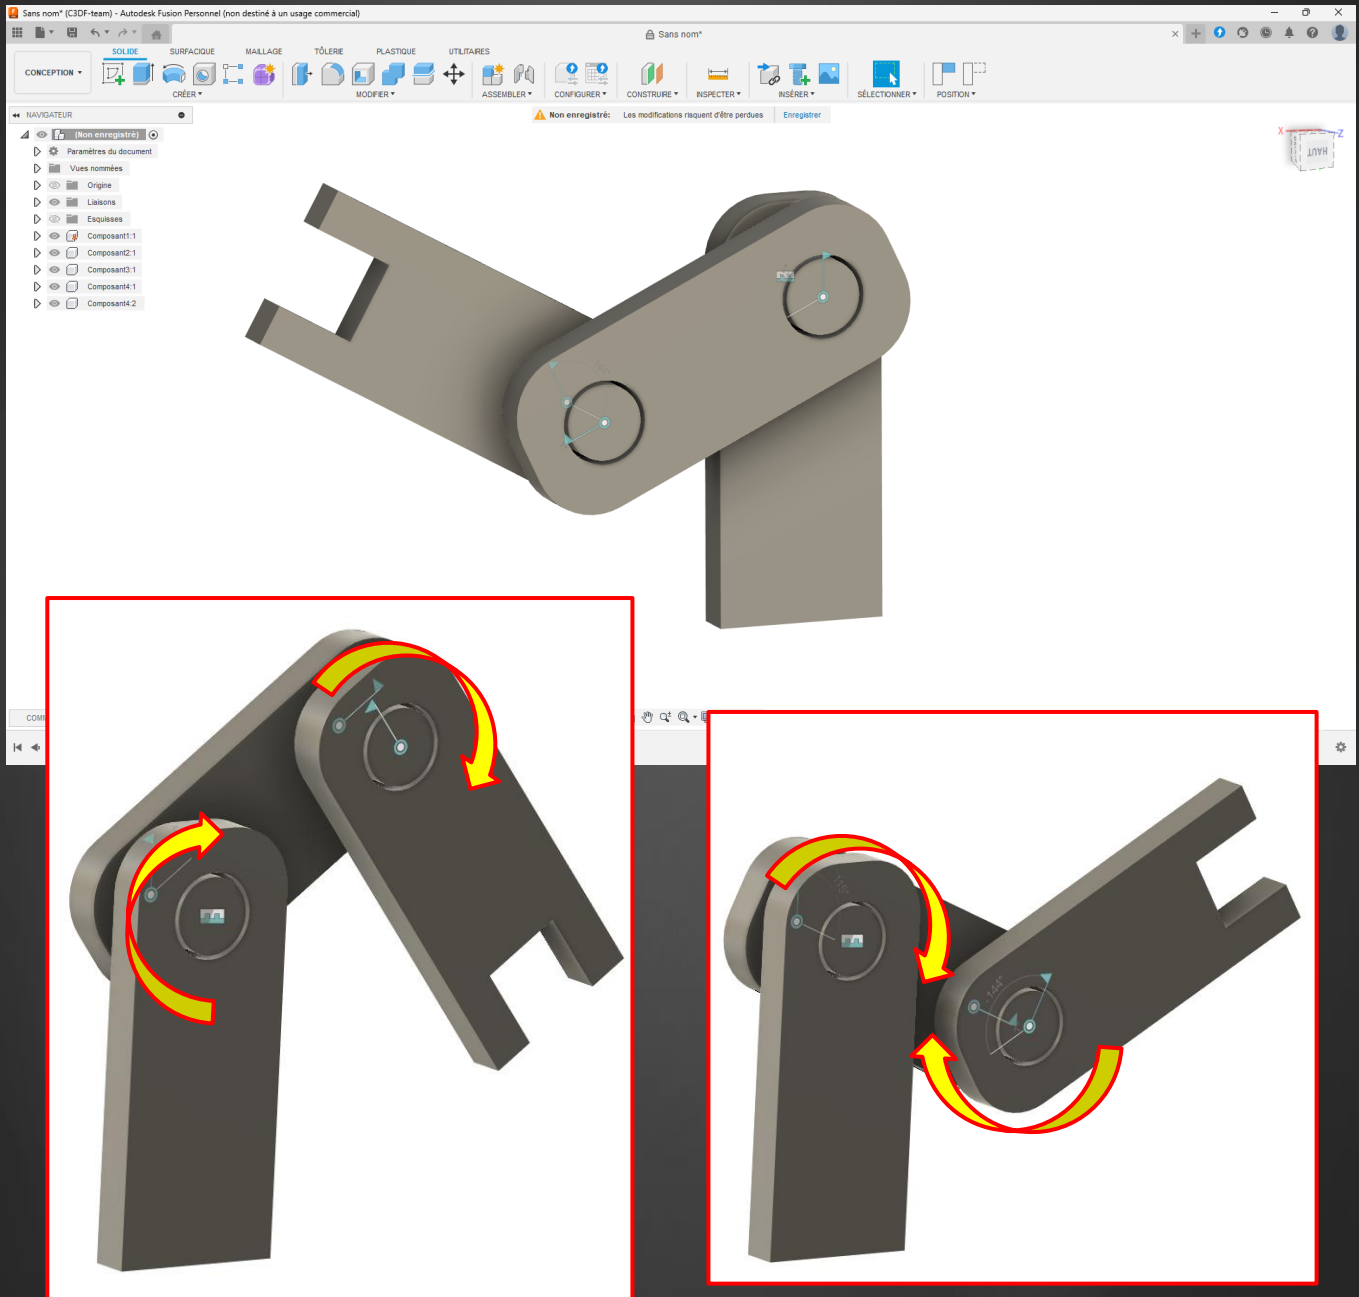 Sans nom* (C3DF-team) - Autodesk Fusion Personnel (non destiné à un usage commercial)
Sans nom*
SOLIDE SURFACIQUE MAILLAGE TÔLERIE PLASTIQUE UTILITAIRES
CONCEPTION
CRÉER MODIFIER ASSEMBLER CONFIGURER CONSTRUIRE INSPECTER INSÉRER SÉLECTIONNER POSITION
NAVIGATEUR
Non enregistré: Les modifications risquent d'être perdues Enregistrer
(Non enregistré)
Paramètres du document
Vues nommées
Origine
Liaisons
Esquisses
Composant1:1
Composant2:1
Composant3:1
Composant4:1
Composant4:2
X
Z
HAUT
COM
115°
-144°